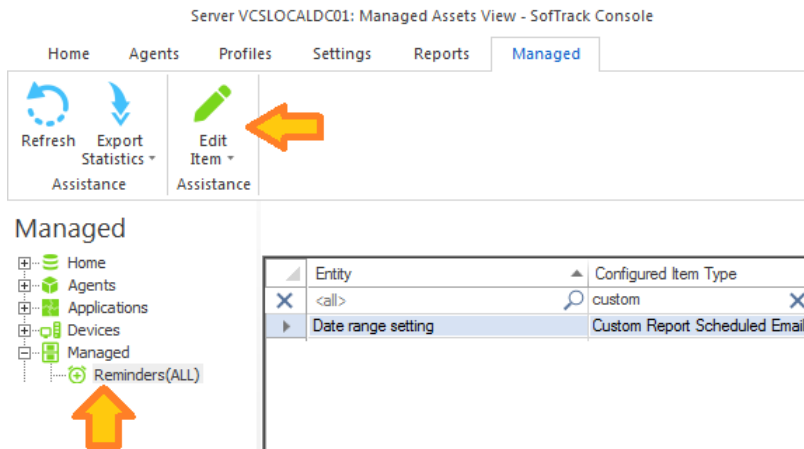 Server VCSLOCALDC01: Managed Assets View - SofTrack Console
Home Agents Profiles Settings Reports Managed
Refresh Export Statistics Edit Item
Assistance Assistance
Managed
Home
Agents
Applications
Devices
Managed
Reminders(ALL)
Entity Configured Item Type
<all> custom
Date range setting Custom Report Scheduled Email